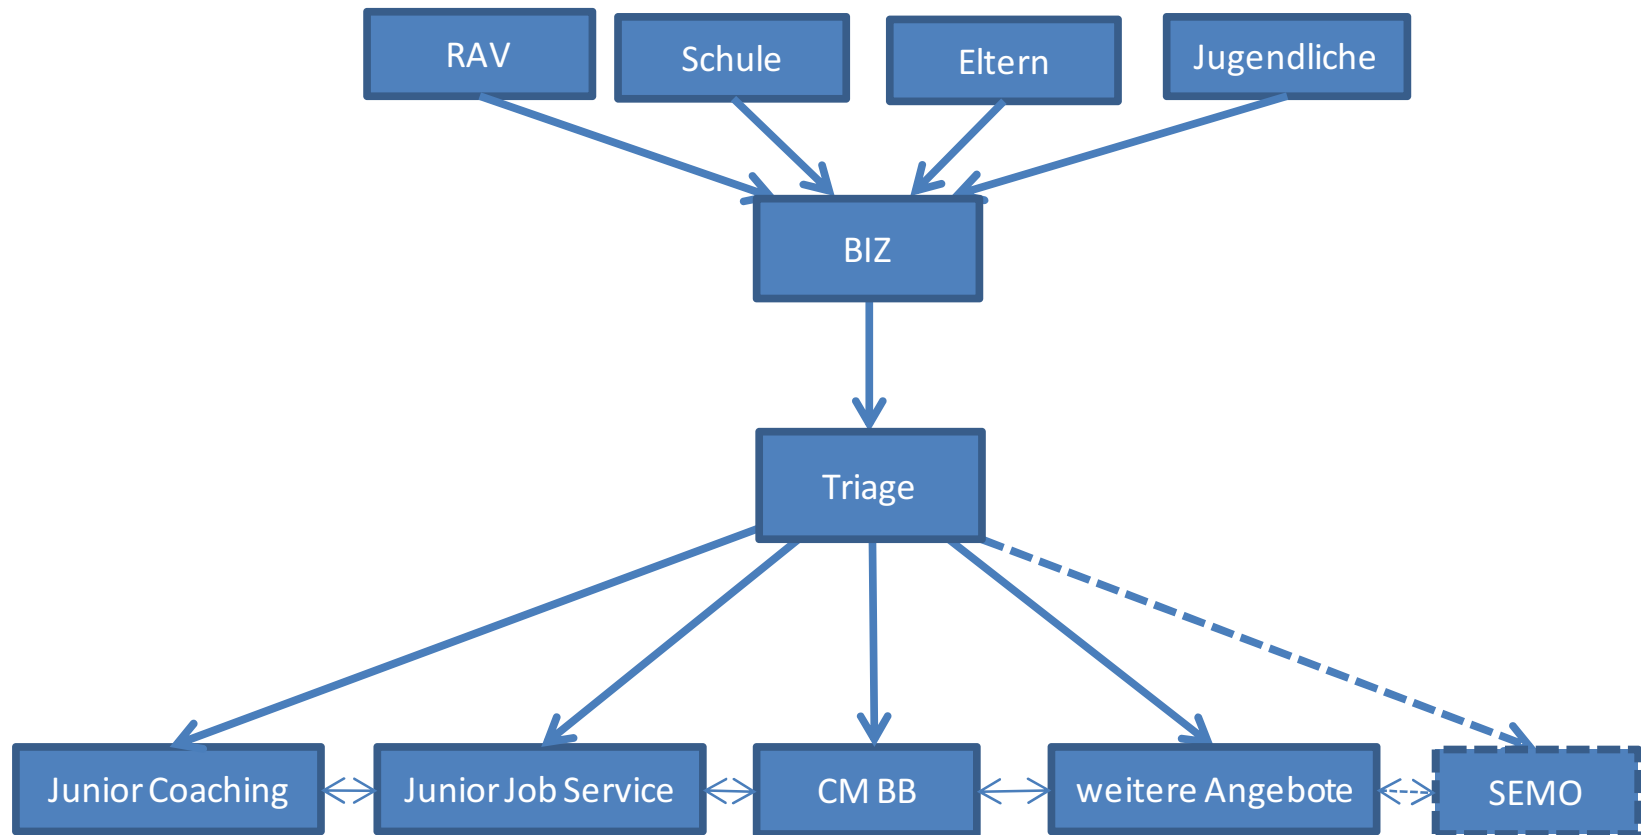 RAV
Schule
Eltern
Jugendliche
BIZ
Triage
Junior Coaching
Junior Job Service
CM BB
weitere Angebote
SEMO